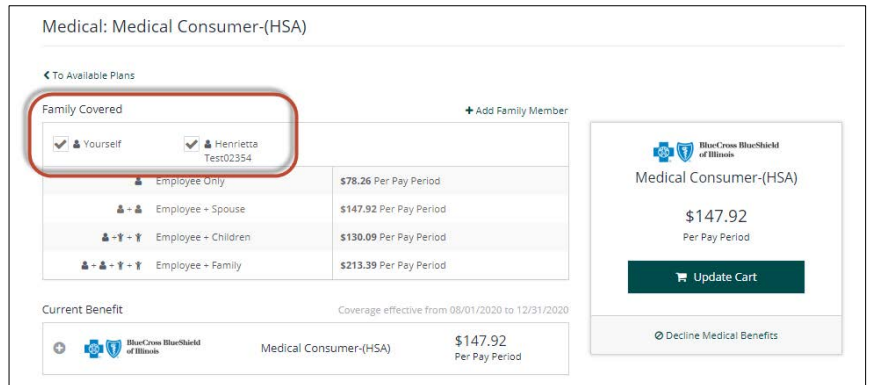 Medical: Medical Consumer-(HSA)
To Available Plans
Family Covered
+ Add Family Member
Yourself
Henrietta
Test02354
Employee Only $78.26 Per Pay Period
Employee + Spouse $147.92 Per Pay Period
Employee + Children $130.09 Per Pay Period
Employee + Family $213.39 Per Pay Period
Current Benefit
Coverage effective from 08/01/2020 to 12/31/2020
BlueCross BlueShield
of Illinois
Medical Consumer-(HSA)
$147.92
Per Pay Period
BlueCross BlueShield
of Illinois
Medical Consumer-(HSA)
$147.92
Per Pay Period
Update Cart
Decline Medical Benefits